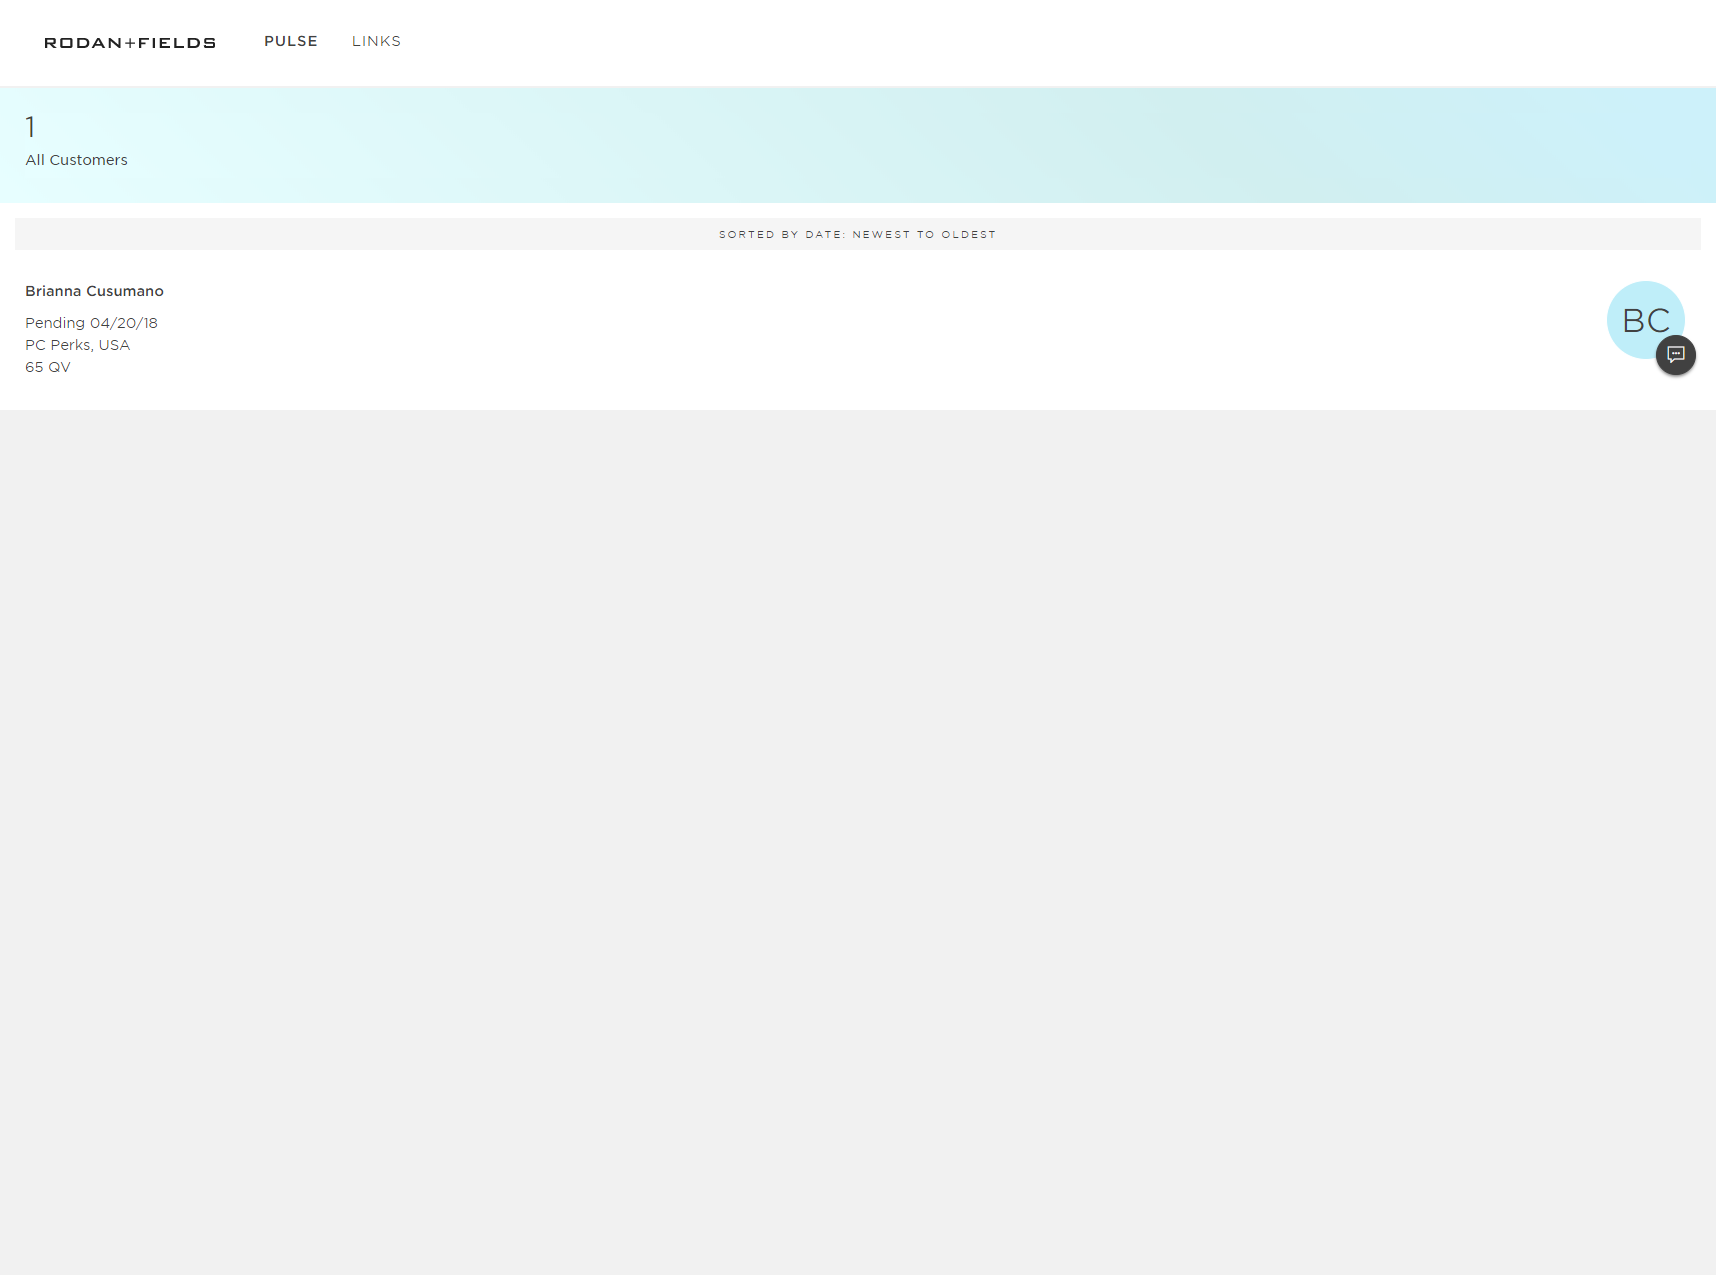 RODAN+FIELDS PULSE LINKS
1
All Customers
SORTED BY DATE: NEWEST TO OLDEST
Brianna Cusumano
Pending 04/20/18
PC Perks, USA
65 QV
BC